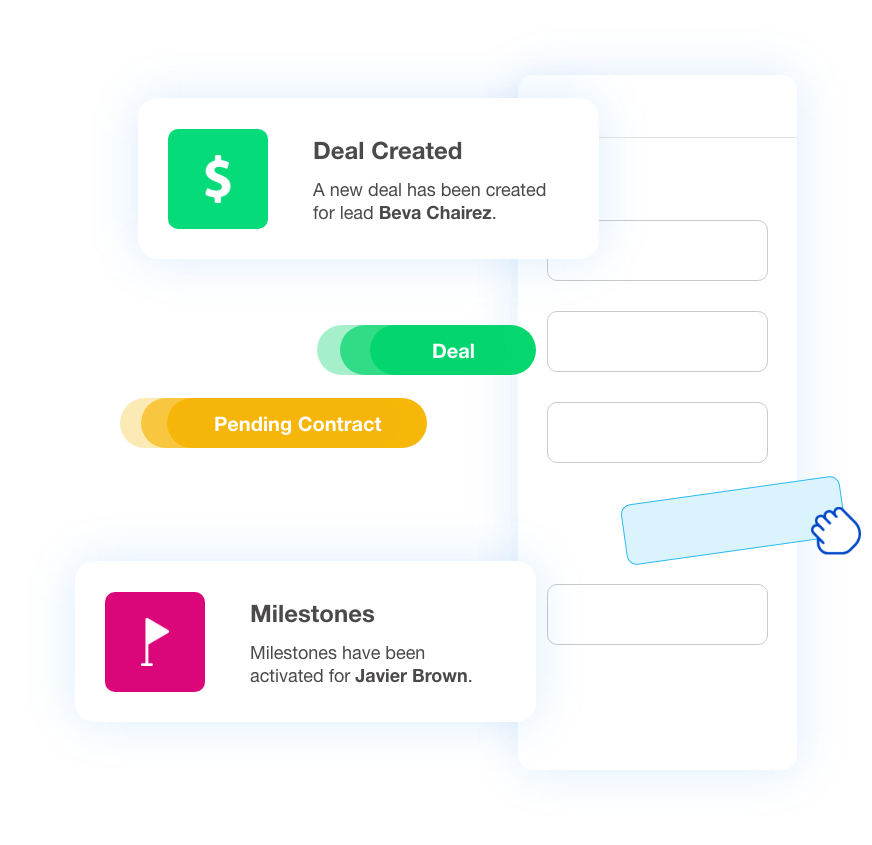 Deal Created
A new deal has been created
for lead Beva Chairez.
Deal
Pending Contract
Milestones
Milestones have been
activated for Javier Brown.